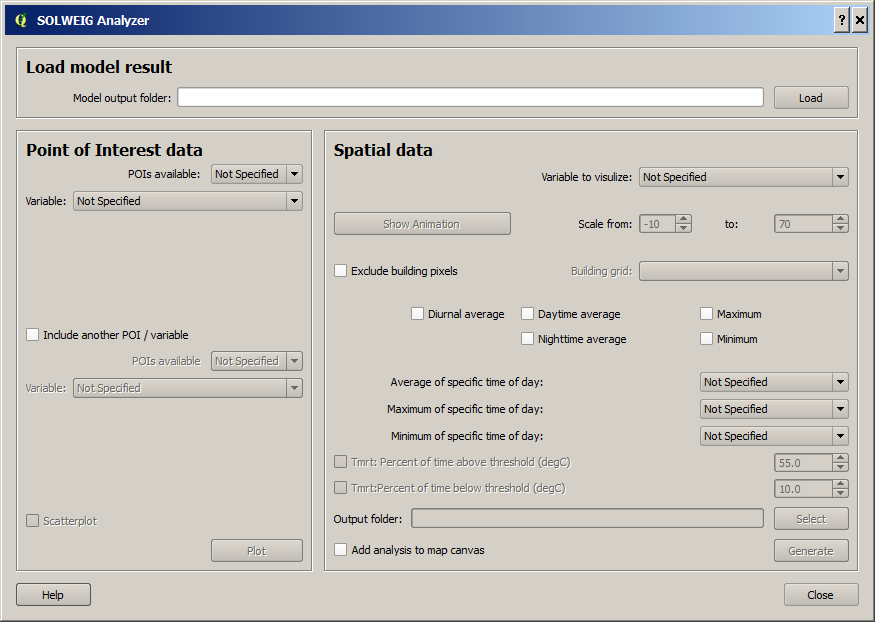 SOLWEIG Analyzer
?
Load model result
Model output folder:
Load
Point of Interest data
POIs available: Not Specified
Variable: Not Specified
Include another POI / variable
POIs available Not Specified
Variable: Not Specified
Scatterplot
Plot
Spatial data
Variable to visulize: Not Specified
Show Animation Scale from: -10 to: 70
Exclude building pixels Building grid:
Diurnal average Daytime average Maximum
Nighttime average Minimum
Average of specific time of day: Not Specified
Maximum of specific time of day: Not Specified
Minimum of specific time of day: Not Specified
Tmrt: Percent of time above threshold (degC) 55.0
Tmrt:Percent of time below threshold (degC) 10.0
Output folder: Select
Add analysis to map canvas Generate
Help Close